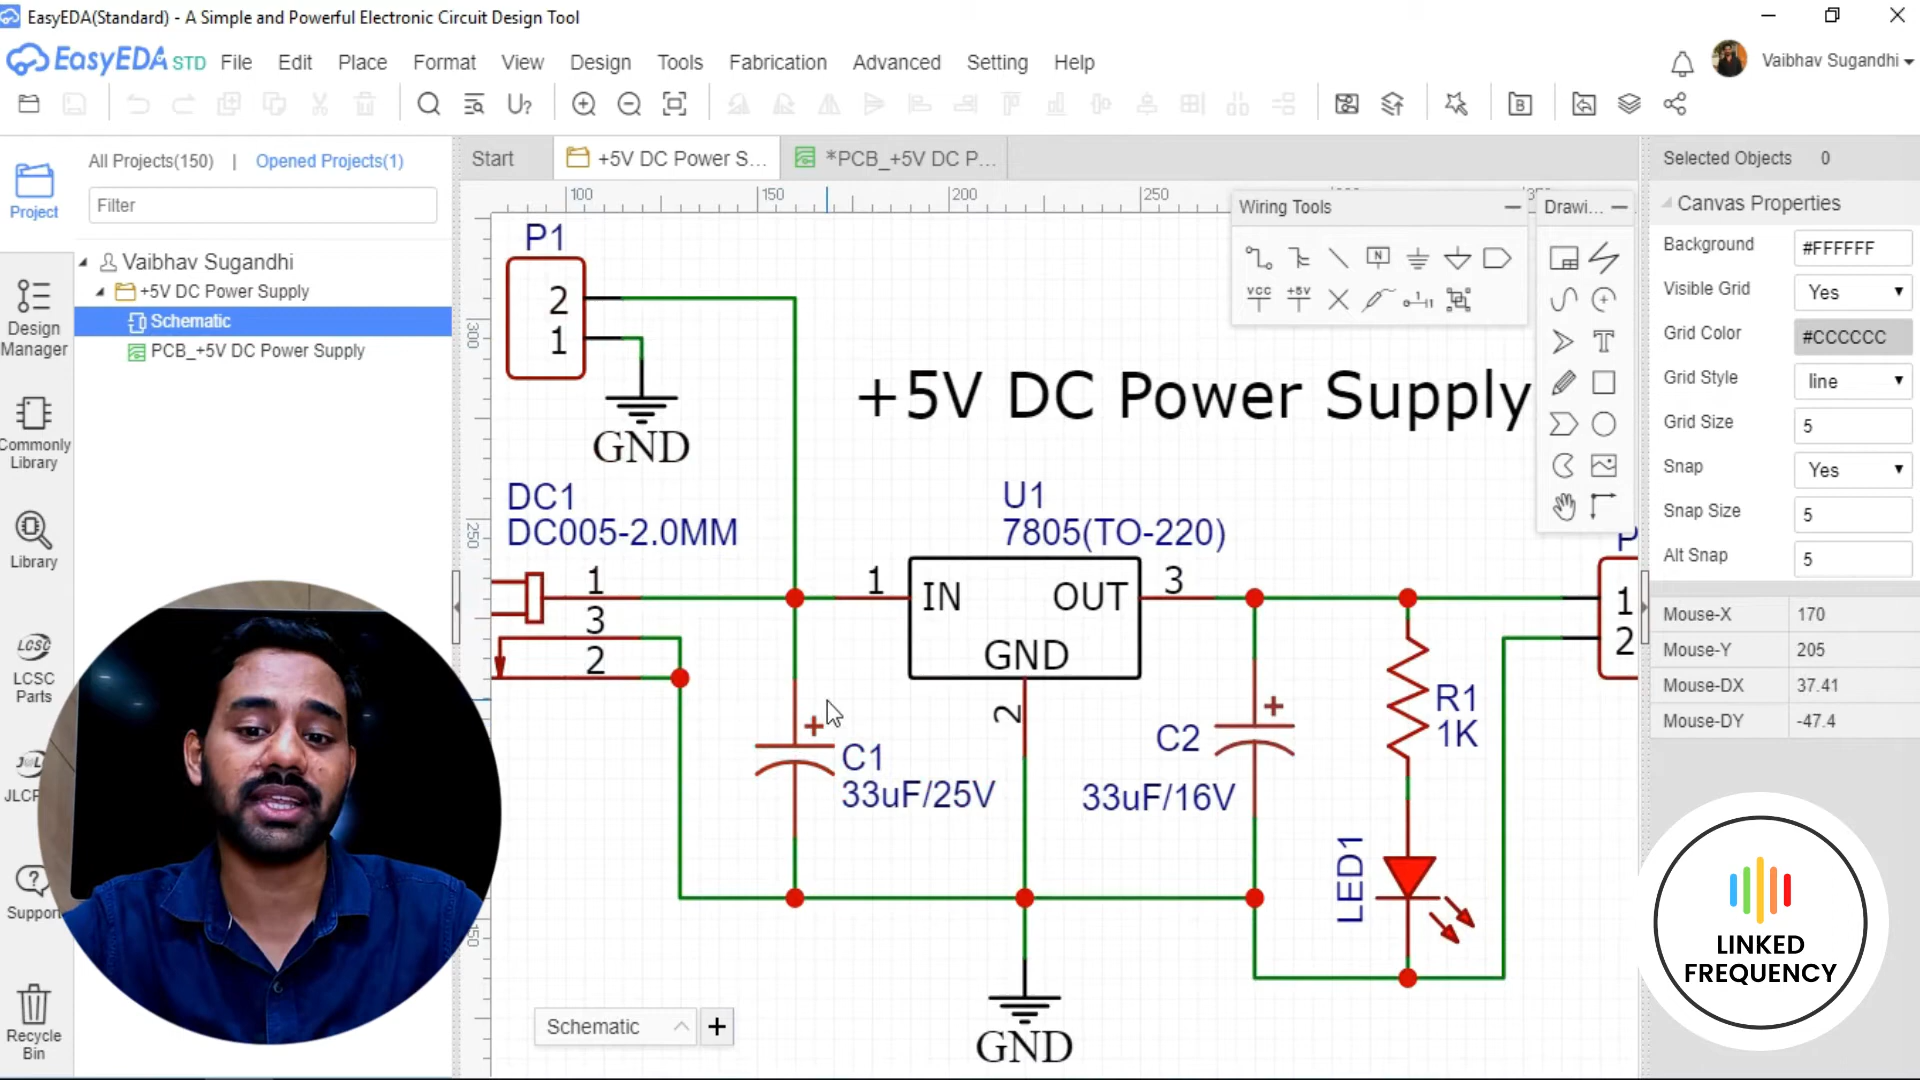 EasyEDA(Standard) - A Simple and Powerful Electronic Circuit Design Tool
EasyEDA STD File Edit Place Format View Design Tools Fabrication Advanced Setting Help
Vaibhav Sugandhi
All Projects(150) | Opened Projects(1)
Start
+5V DC Power S...
*PCB_+5V DC P...
Filter
Project
Vaibhav Sugandhi
+5V DC Power Supply
Schematic
PCB_+5V DC Power Supply
Design
Manager
Commonly
Library
Library
LCSC
LCSC
Parts
Support
Recycle
Bin
100 150 200 250
300
250
Wiring Tools
Drawi...
N
VCC
+5V
T
P1
2
1
GND
+5V DC Power Supply
DC1
DC005-2.0MM
1
3
2
U1
7805(TO-220)
1 IN OUT 3
GND
2
C1
33uF/25V
C2
33uF/16V
R1
1K
LED1
1
2
GND
Schematic
Selected Objects 0
Canvas Properties
Background #FFFFFF
Visible Grid Yes
Grid Color #CCCCCC
Grid Style line
Grid Size 5
Snap Yes
Snap Size 5
Alt Snap 5
Mouse-X 170
Mouse-Y 205
Mouse-DX 37.41
Mouse-DY -47.4
LINKED
FREQUENCY